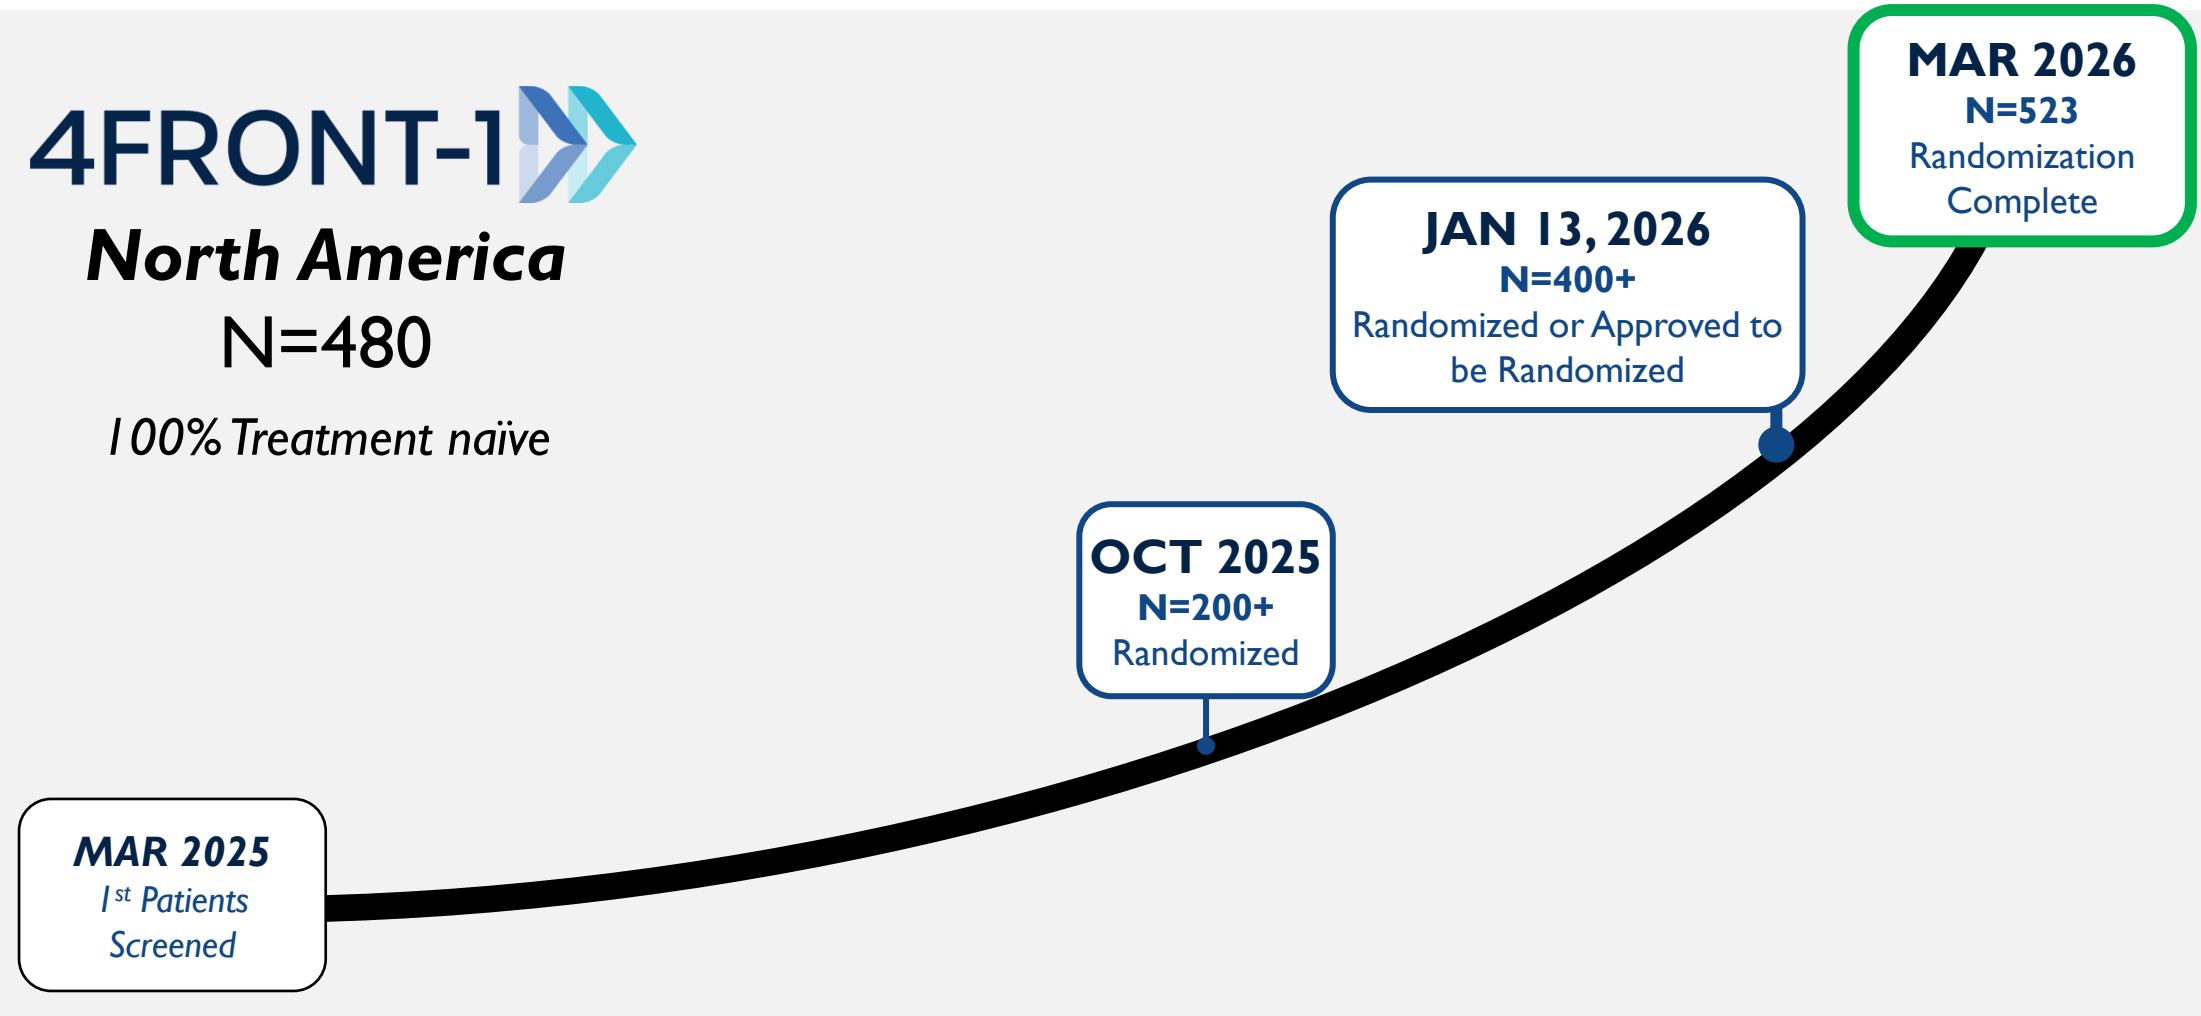 4FRONT-1
North America
N=480
100% Treatment naïve
MAR 2025
1st Patients
Screened
OCT 2025
N=200+
Randomized
JAN 13, 2026
N=400+
Randomized or Approved to
be Randomized
MAR 2026
N=523
Randomization
Complete